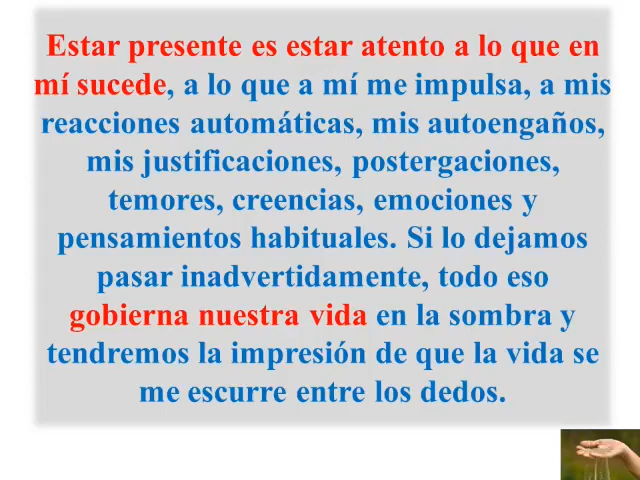 Estar presente es estar atento a lo que en
mí sucede, a lo que a mí me impulsa, a mis
reacciones automáticas, mis autoengaños,
mis justificaciones, postergaciones,
temores, creencias, emociones y
pensamientos habituales. Si lo dejamos
pasar inadvertidamente, todo eso
gobierna nuestra vida en la sombra y
tendremos la impresión de que la vida se
me escurre entre los dedos.